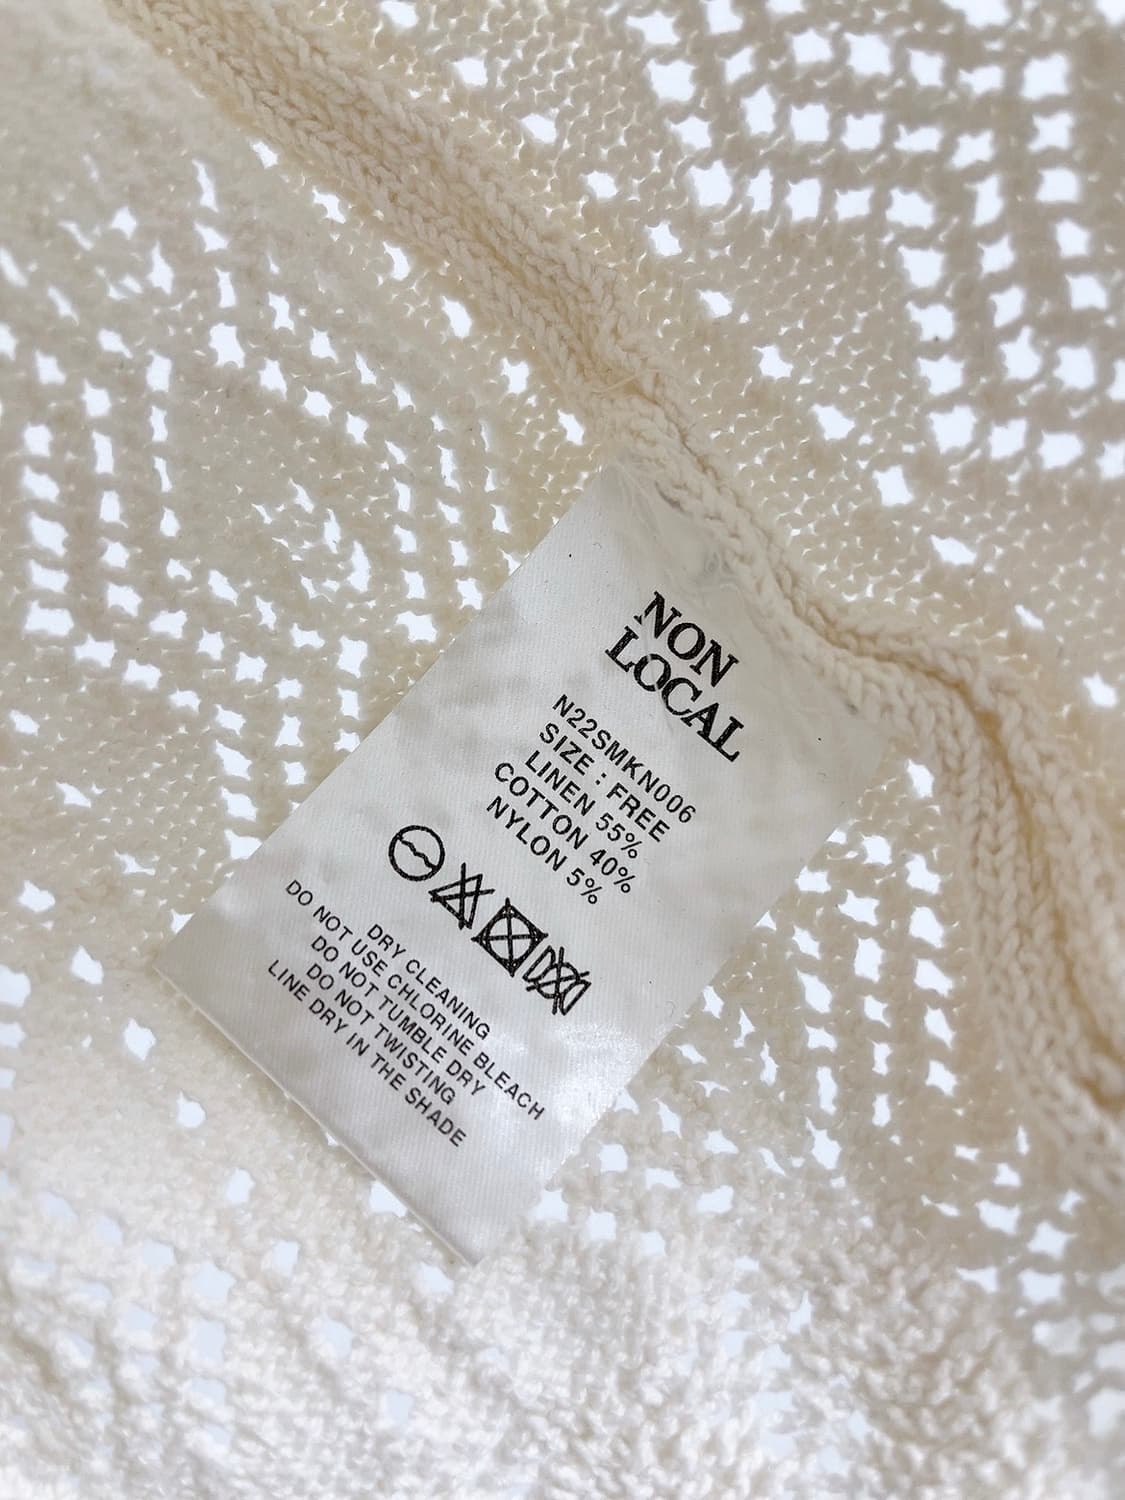 NON
LOCAL
N22SMKN006
SIZE : FREE
LINEN 55%
COTTON 40%
NYLON 5%
DRY CLEANING
DO NOT USE CHLORINE BLEACH
DO NOT TUMBLE DRY
DO NOT TWISTING
LINE DRY IN THE SHADE